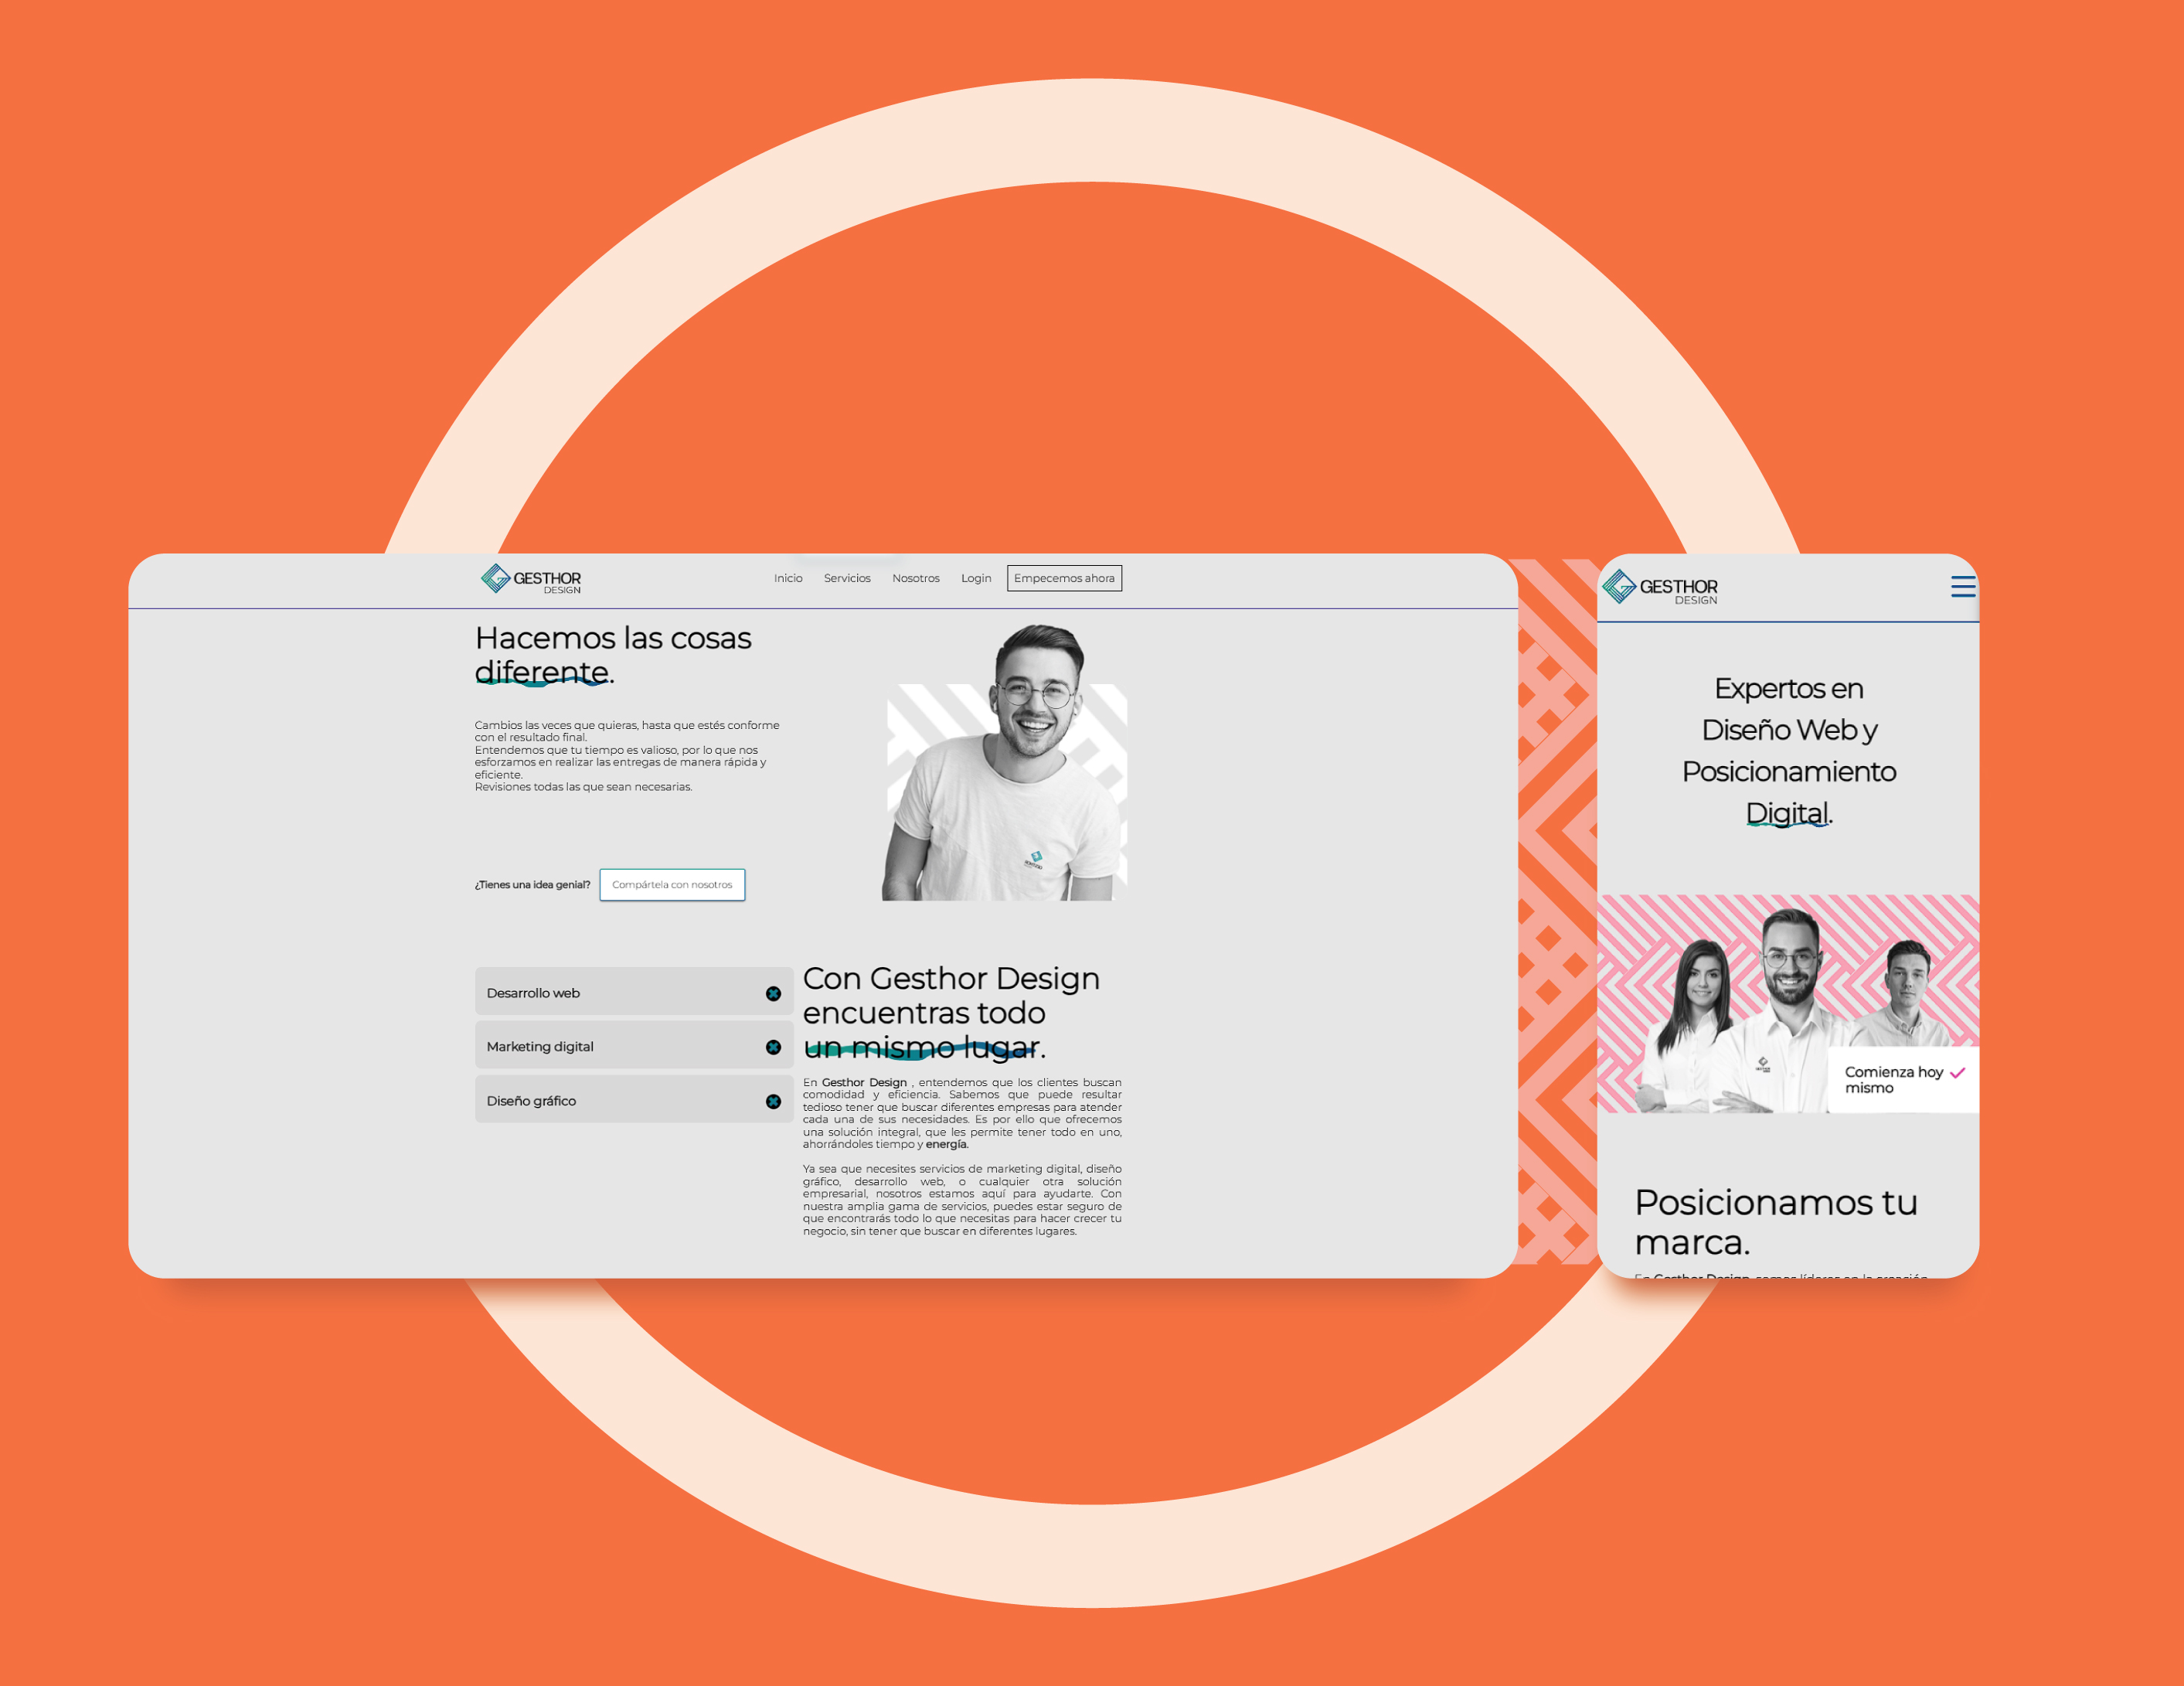 GESTHOR
DESIGN
Inicio Servicios Nosotros Login Empecemos ahora
Hacemos las cosas
diferente.
Cambios las veces que quieras, hasta que estés conforme
con el resultado final.
Entendemos que tu tiempo es valioso, por lo que nos
esforzamos en realizar las entregas de manera rápida y
eficiente.
Revisiones todas las que sean necesarias.
¿Tienes una idea genial? Compártela con nosotros
Desarrollo web
Marketing digital
Diseño gráfico
Con Gesthor Design
encuentras todo
un mismo lugar.
En Gesthor Design , entendemos que los clientes buscan
comodidad y eficiencia. Sabemos que puede resultar
tedioso tener que buscar diferentes empresas para atender
cada una de sus necesidades. Es por ello que ofrecemos
una solución integral, que les permite tener todo en uno,
ahorrándoles tiempo y energía.
Ya sea que necesites servicios de marketing digital, diseño
gráfico, desarrollo web, o cualquier otra solución
empresarial, nosotros estamos aquí para ayudarte. Con
nuestra amplia gama de servicios, puedes estar seguro de
que encontrarás todo lo que necesitas para hacer crecer tu
negocio, sin tener que buscar en diferentes lugares.
GESTHOR
DESIGN
Expertos en
Diseño Web y
Posicionamiento
Digital.
Comienza hoy
mismo
Posicionamos tu
marca.
En Gesthor Design, somos líderes en la creación